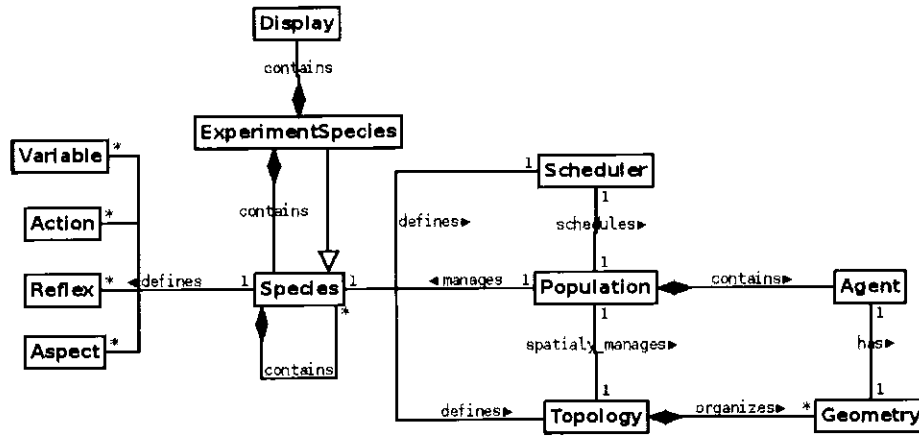 Display
contains
ExperimentSpecies
Variable *
1 Scheduler
1
Action *
contains
defines▶
schedules▶
1
Reflex *
◀defines
1 Species 1
◀manages
1 Population
contains▶
Agent
*
1
1
Aspect *
contains
spatialy_manages▶
has▶
1
1
defines▶
Topology
organizes▶
* Geometry